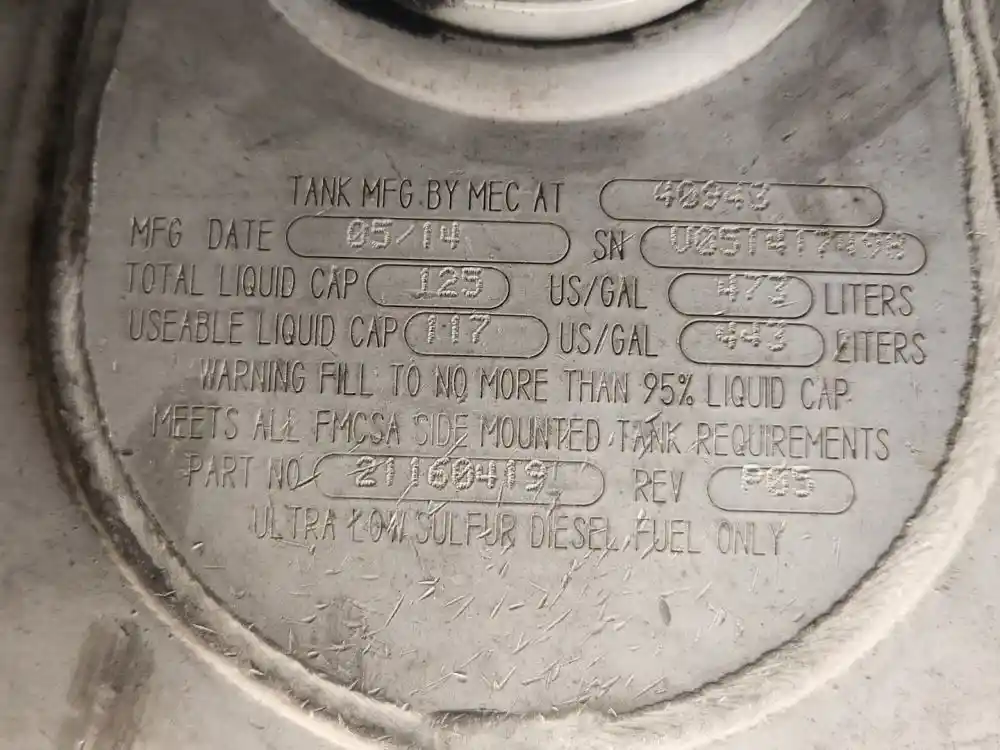 TANK MFG. BY MEC AT 40943
MFG DATE 05/14 SN V051417498
TOTAL LIQUID CAP 125 US/GAL 473 LITERS
USEABLE LIQUID CAP 117 US/GAL 443 LITERS
WARNING FILL TO NO MORE THAN 95% LIQUID CAP.
MEETS ALL FMCSA SIDE MOUNTED TANK REQUIREMENTS
PART NO 21160419 REV P05
ULTRA LOW SULFUR DIESEL FUEL ONLY